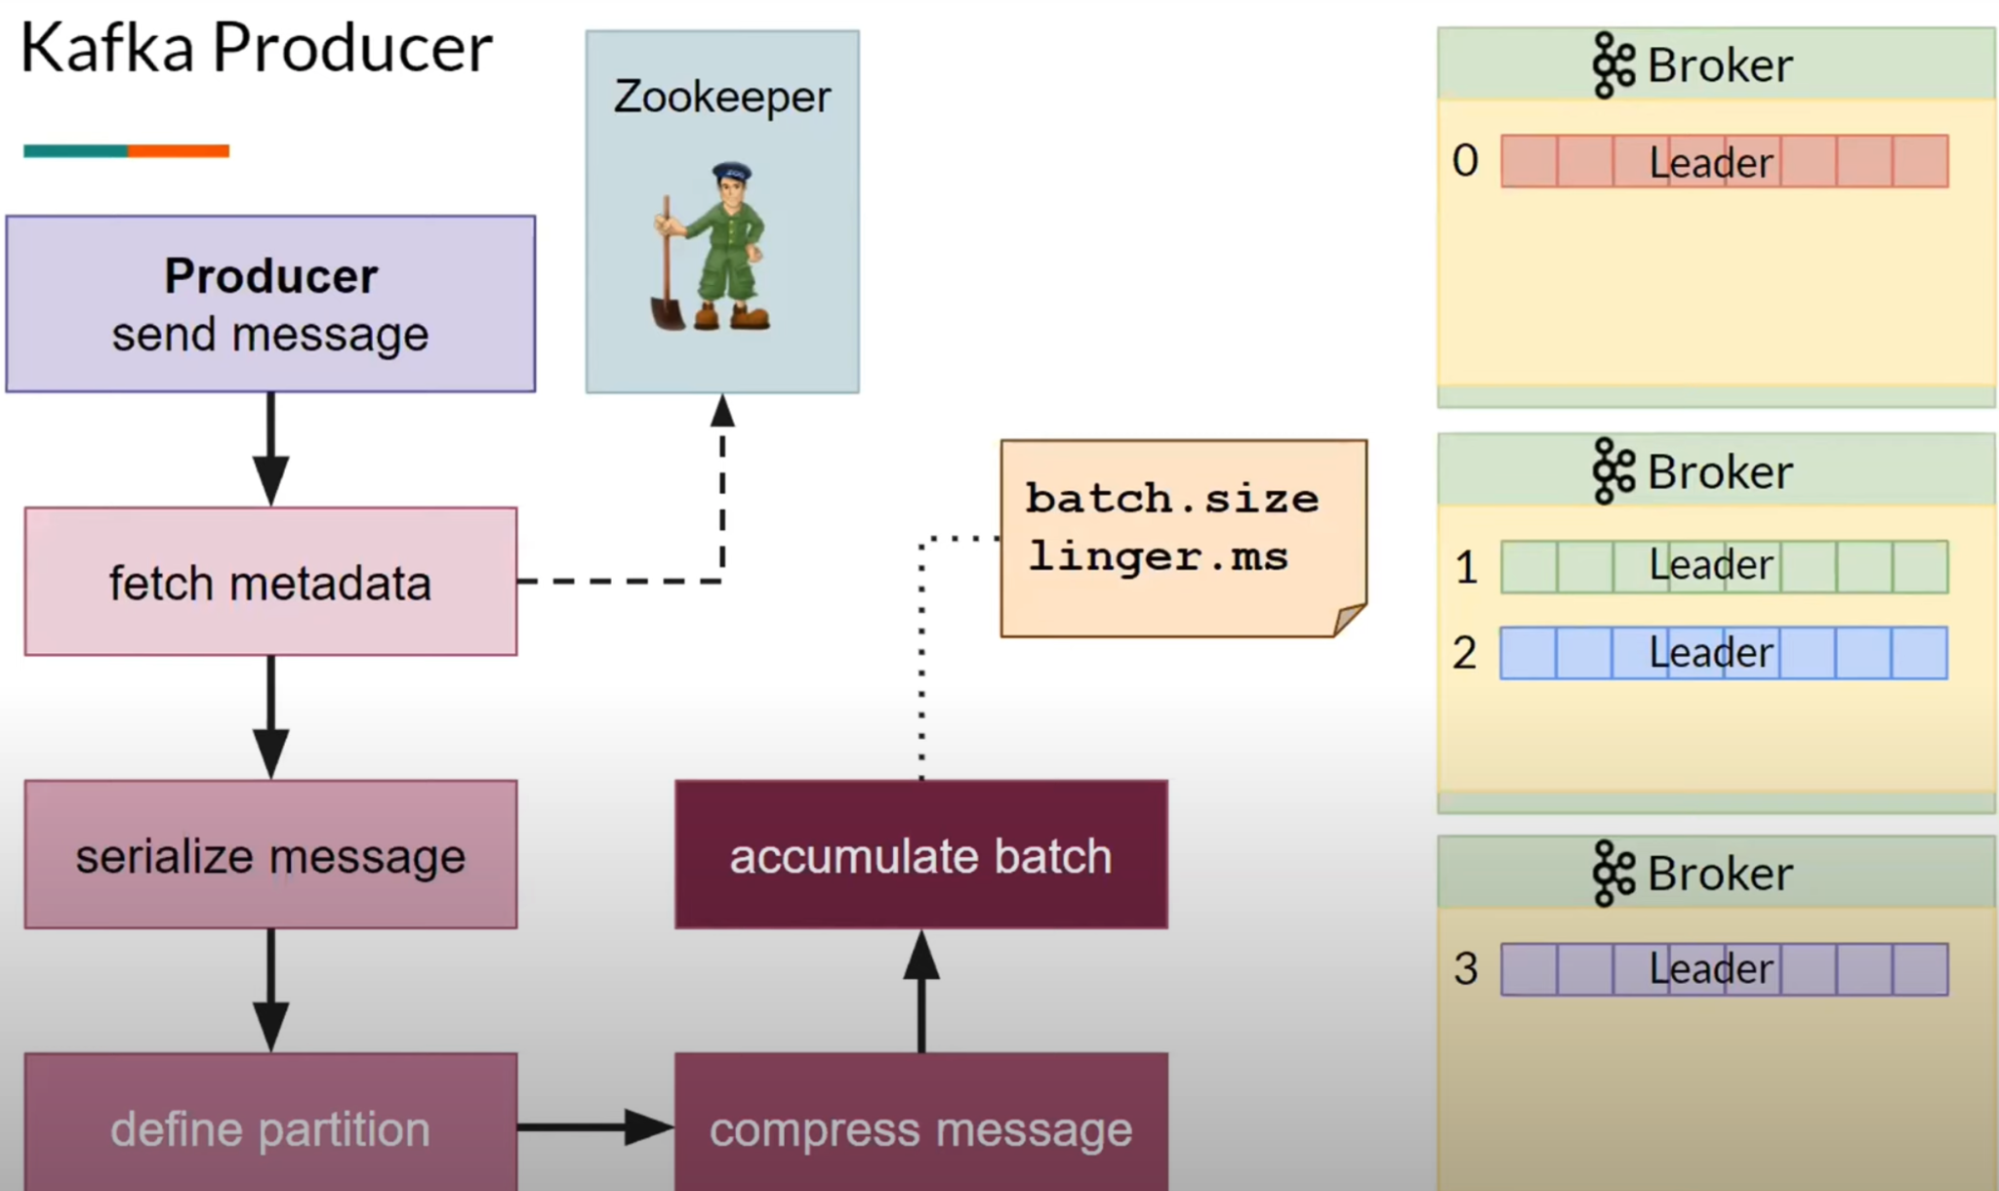 Kafka Producer
Zookeeper
Producer
send message
fetch metadata
serialize message
define partition
compress message
accumulate batch
batch.size
linger.ms
Broker
0 Leader
Broker
1 Leader
2 Leader
Broker
3 Leader